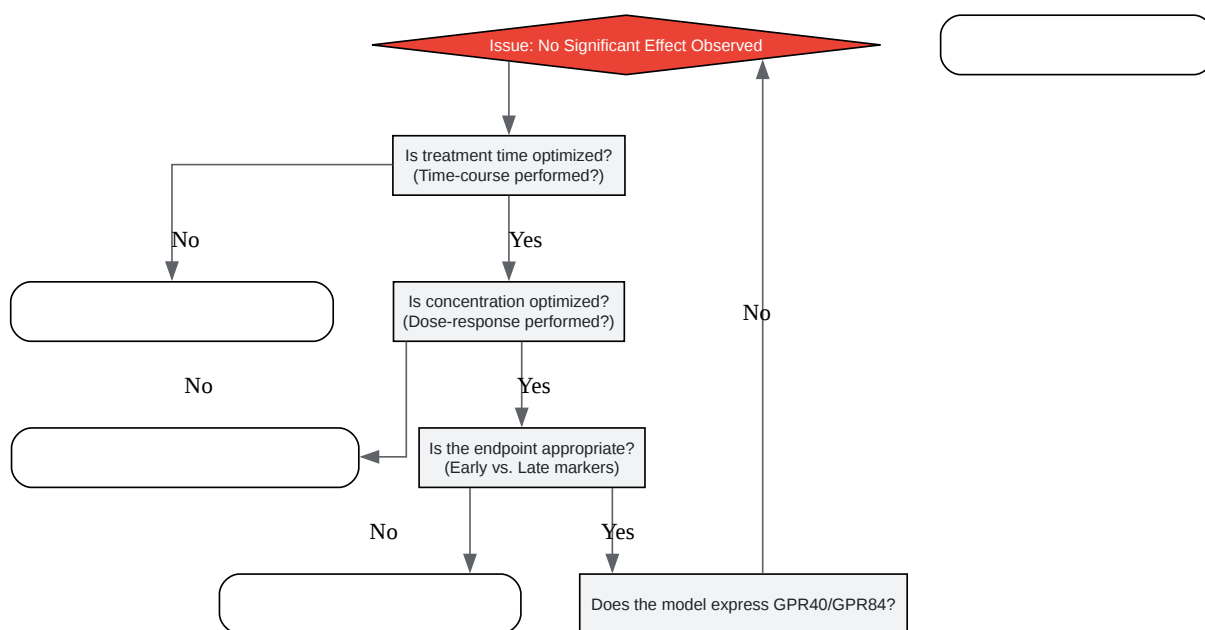 Issue: No Significant Effect Observed
Is treatment time optimized?
(Time-course performed?)
No
Yes
Is concentration optimized?
(Dose-response performed?)
No
No
Yes
Is the endpoint appropriate?
(Early vs. Late markers)
No
Yes
Does the model express GPR40/GPR84?